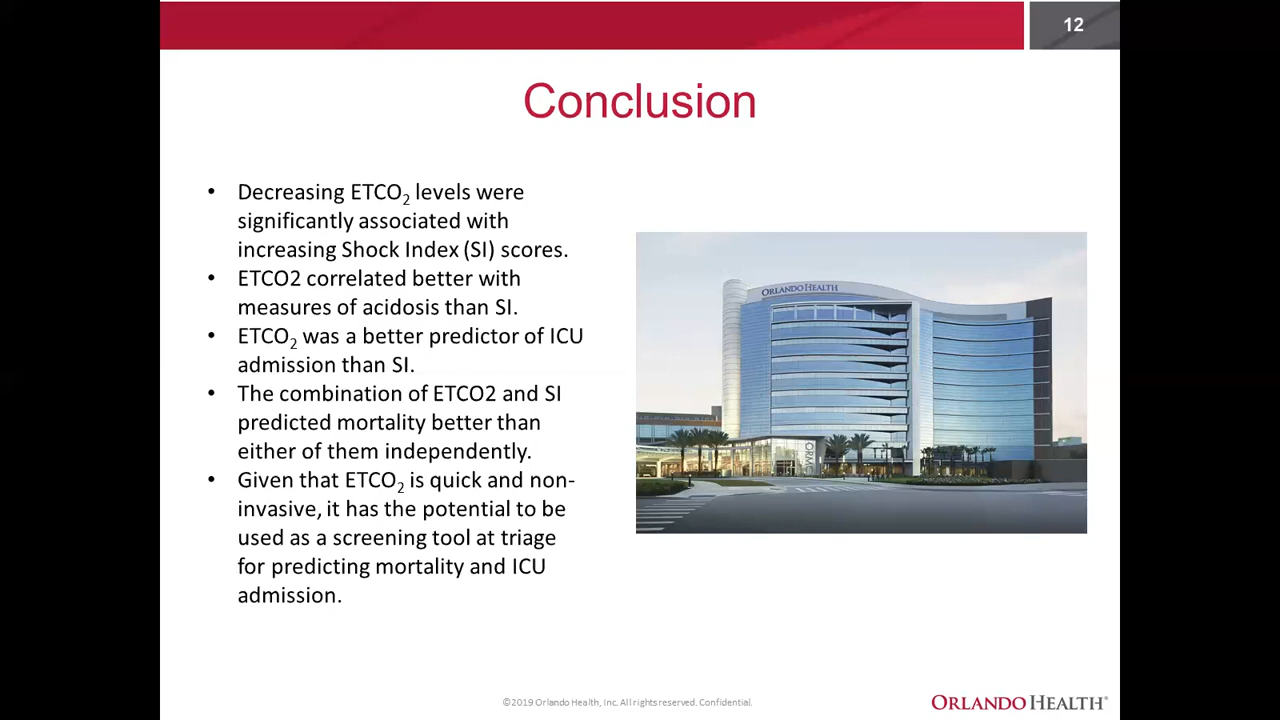 12
Conclusion
• Decreasing ETCO₂ levels were
significantly associated with
increasing Shock Index (SI) scores.
• ETCO2 correlated better with
measures of acidosis than SI.
• ETCO₂ was a better predictor of ICU
admission than SI.
• The combination of ETCO2 and SI
predicted mortality better than
either of them independently.
• Given that ETCO₂ is quick and non-
invasive, it has the potential to be
used as a screening tool at triage
for predicting mortality and ICU
admission.
ORLANDO HEALTH
©2019 Orlando Health, Inc. All rights reserved. Confidential.
ORLANDO HEALTH®